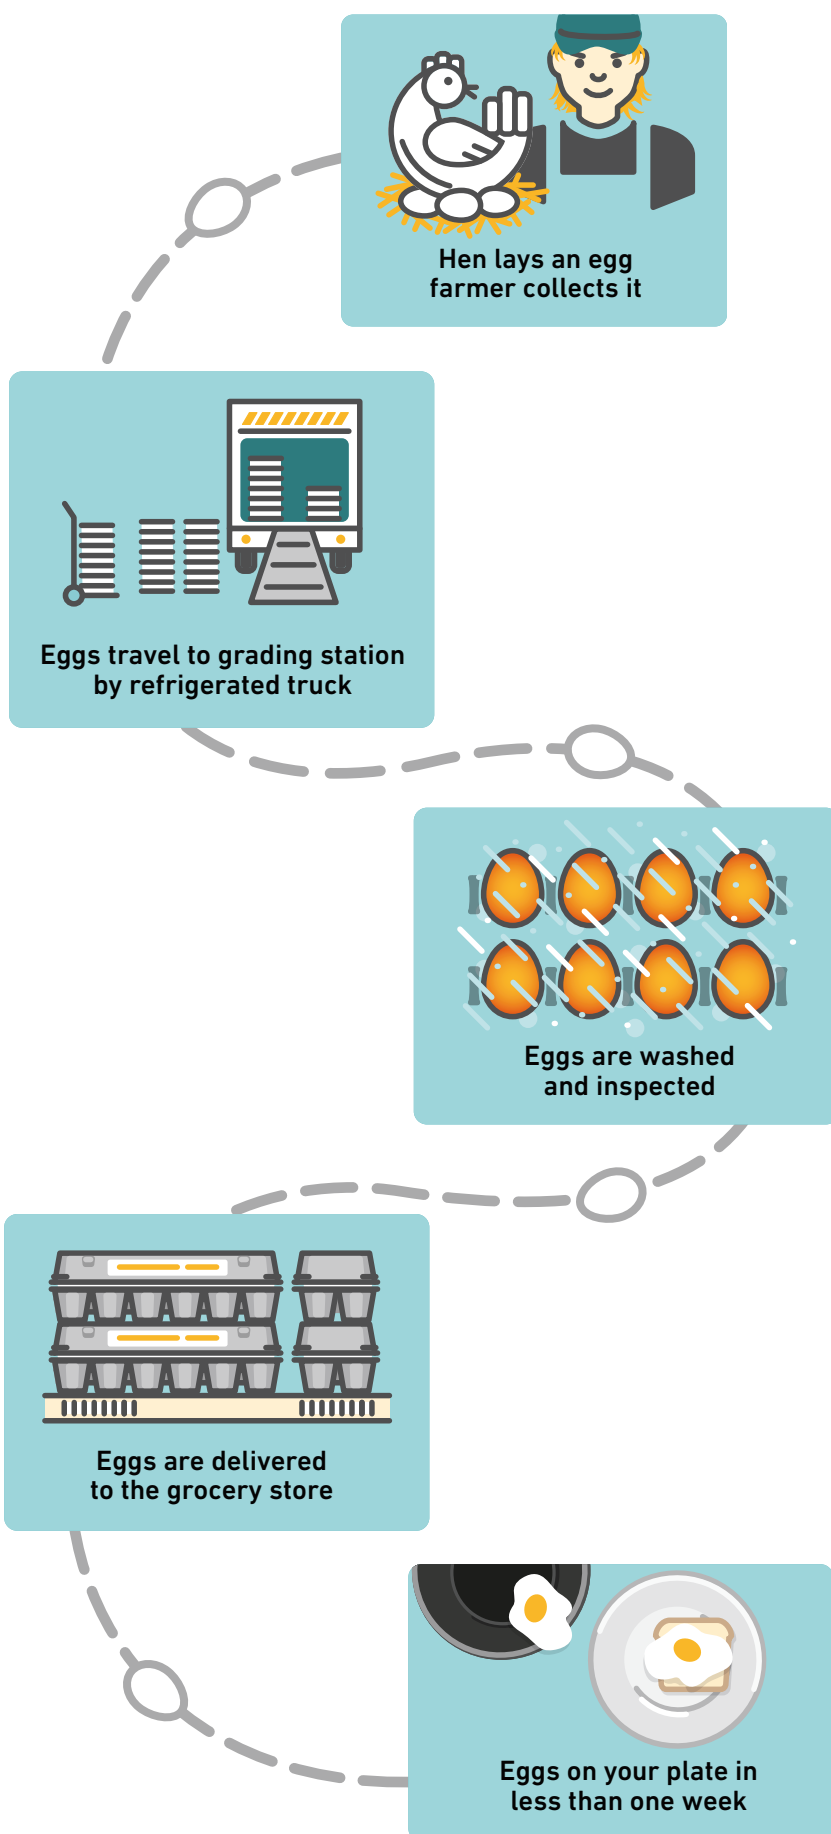 Hen lays an egg
farmer collects it
Eggs travel to grading station
by refrigerated truck
Eggs are washed
and inspected
Eggs are delivered
to the grocery store
Eggs on your plate in
less than one week